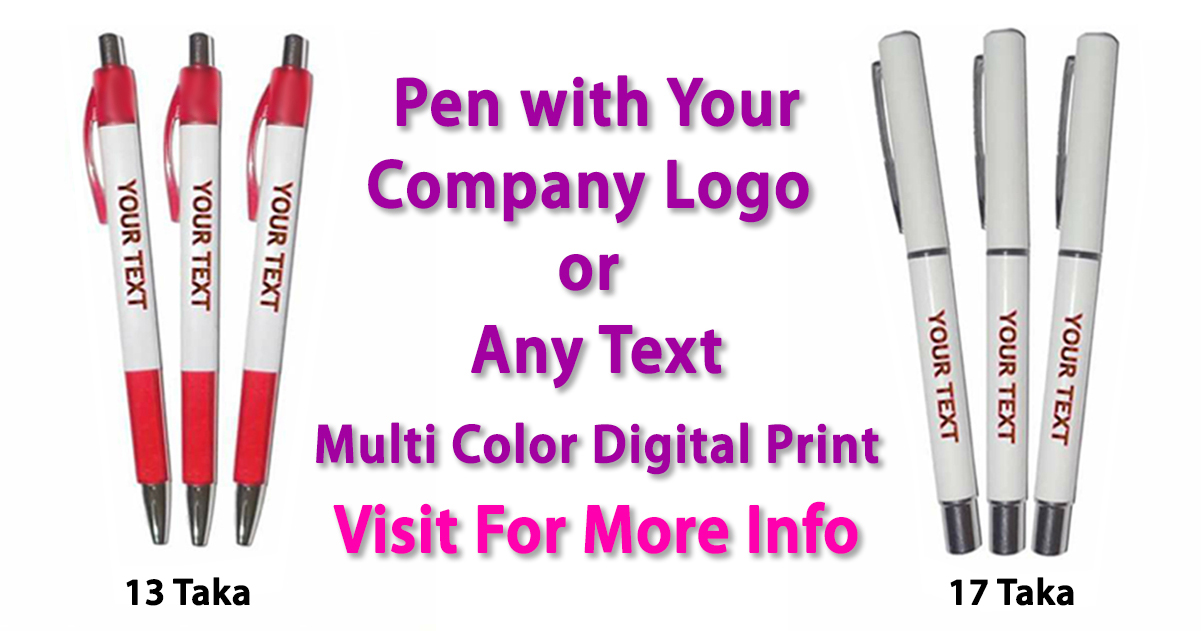 YOUR TEXT
YOUR TEXT
YOUR TEXT
13 Taka
Pen with Your
Company Logo
or
Any Text
Multi Color Digital Print
Visit For More Info
YOUR TEXT
YOUR TEXT
YOUR TEXT
17 Taka